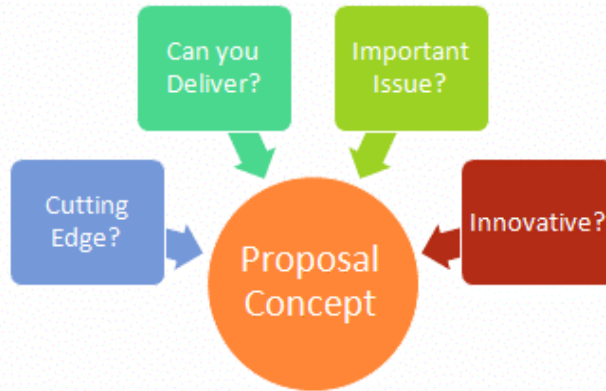 Can you
Deliver?
Important
Issue?
Cutting
Edge?
Innovative?
Proposal
Concept